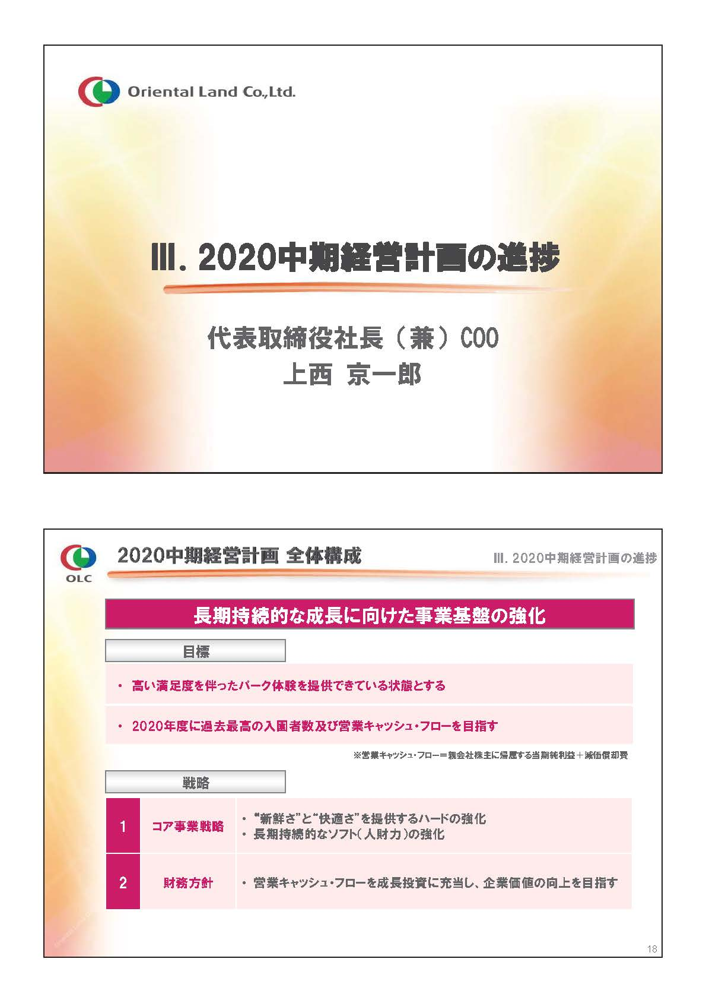 Oriental Land Co.,Ltd.
Ⅲ. 2020中期経営計画の進捗
代表取締役社長（兼）COO
上西 京一郎
OLC
2020中期経営計画 全体構成
Ⅲ. 2020中期経営計画の進捗
長期持続的な成長に向けた事業基盤の強化
目標
・ 高い満足度を伴ったパーク体験を提供できている状態とする
・ 2020年度に過去最高の入園者数及び営業キャッシュ・フローを目指す
※営業キャッシュ・フロー＝親会社株主に帰属する当期純利益＋減価償却費
戦略
1
コア事業戦略
・ “新鮮さ”と“快適さ”を提供するハードの強化
・ 長期持続的なソフト（人財力）の強化
2
財務方針
・ 営業キャッシュ・フローを成長投資に充当し、企業価値の向上を目指す
18